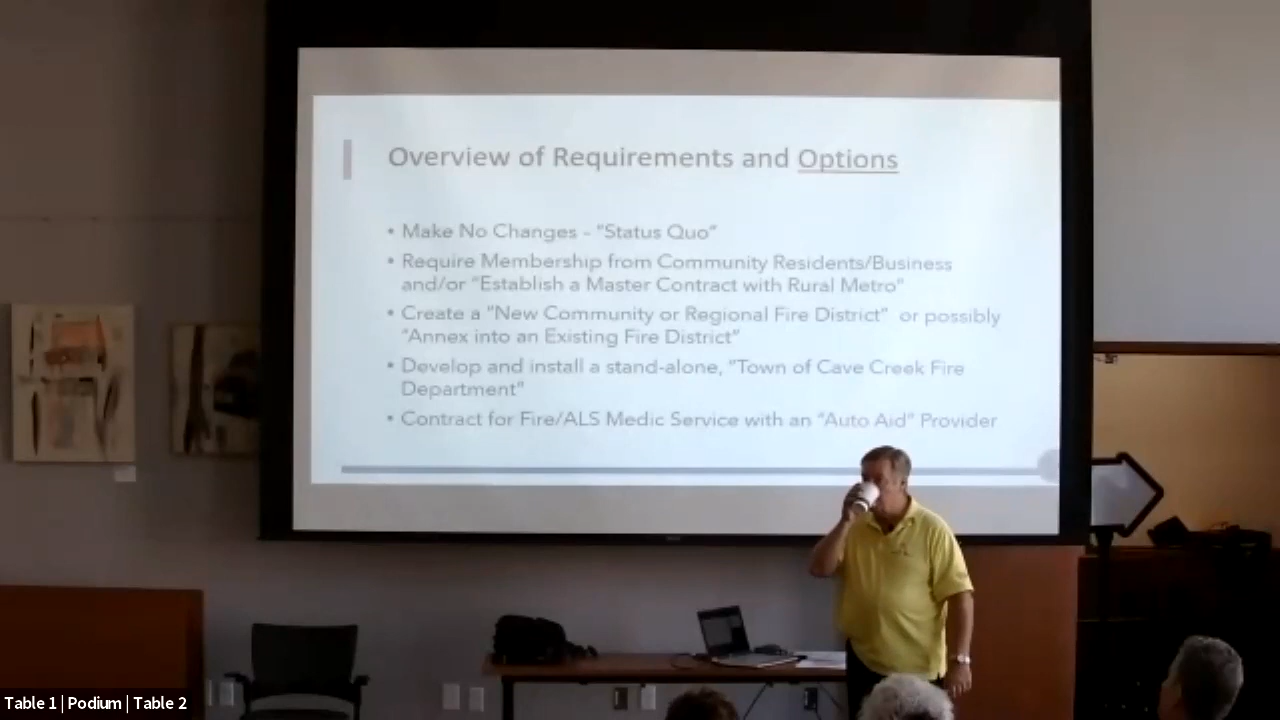 Overview of Requirements and Options
• Make No Changes - "Status Quo"
• Require Membership from Community Residents/Business
and/or "Establish a Master Contract with Rural Metro"
• Create a "New Community or Regional Fire District" or possibly
"Annex into an Existing Fire District"
• Develop and install a stand-alone, "Town of Cave Creek Fire
Department"
• Contract for Fire/ALS Medic Service with an "Auto Aid" Provider
Table 1 | Podium | Table 2